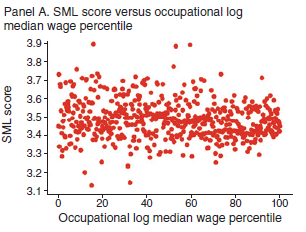 Panel A. SML score versus occupational log
median wage percentile
3.9
3.8
3.7
3.6
3.5
3.4
3.3
3.2
3.1
SML score
0 20 40 60 80 100
Occupational log median wage percentile